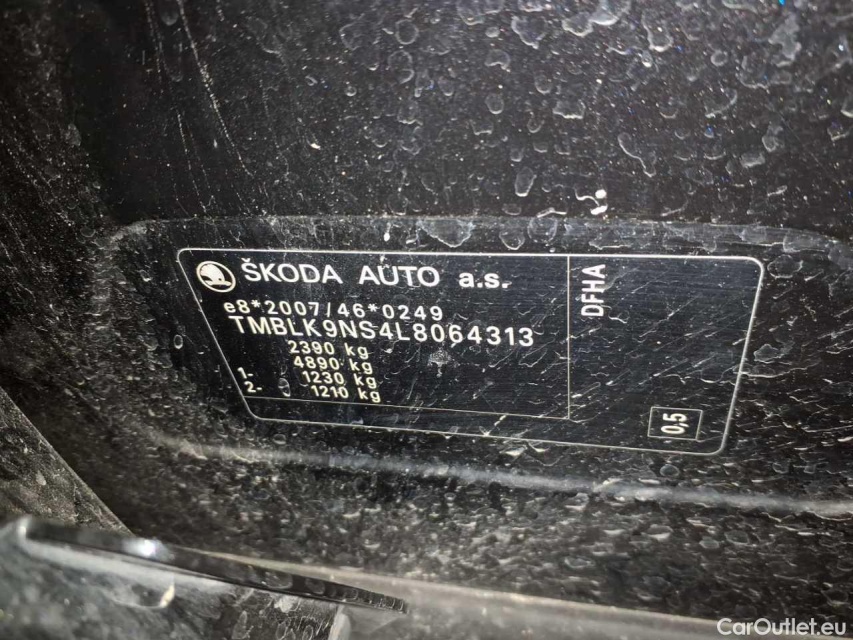 ŠKODA AUTO a.s.
e8*2007/46*0249
TMBLK9NS4L8064313
2390 kg
4890 kg
1- 1230 kg
2- 1210 kg
DFHA
0,5
CarOutlet.eu